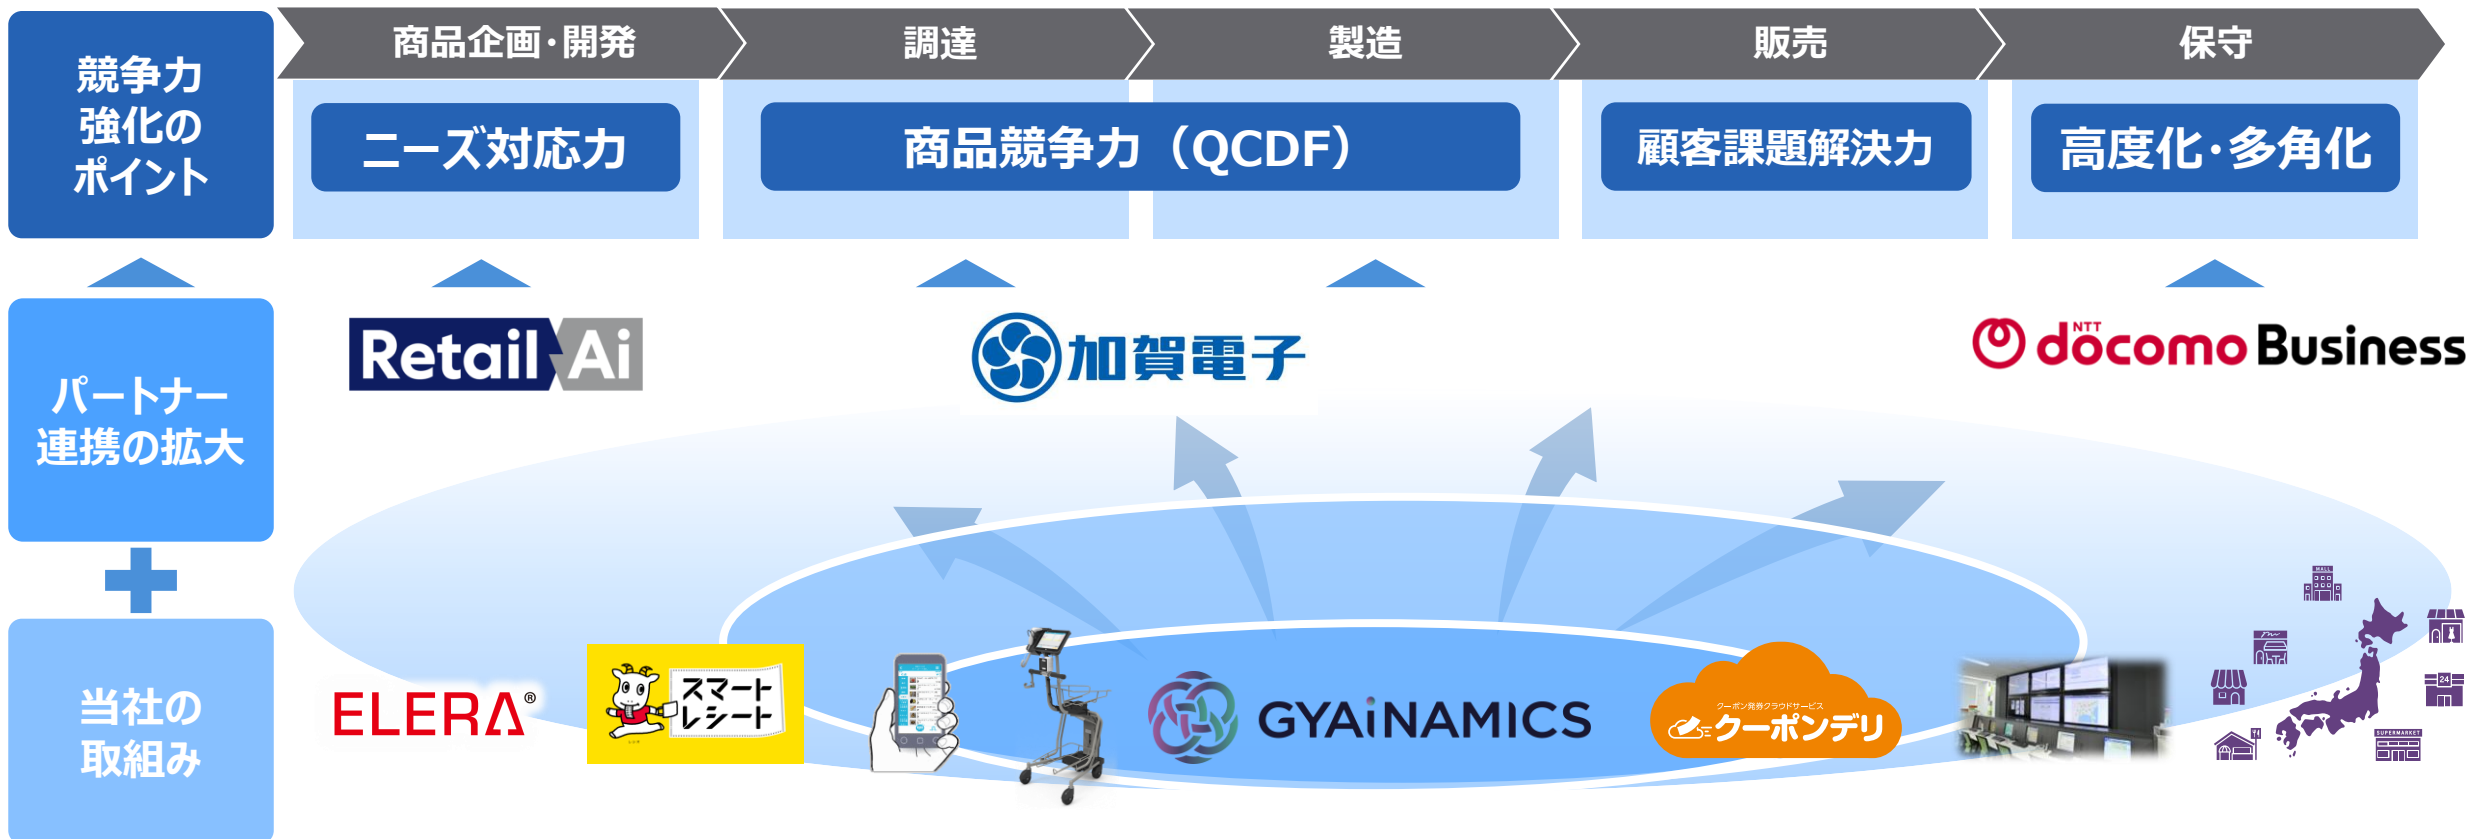 競争力
強化の
ポイント
商品企画･開発
調達
製造
販売
保守
ニーズ対応力
商品競争力（QCDF）
顧客課題解決力
高度化･多角化
パートナー
連携の拡大
Retail Ai
加賀電子
NTT
docomo Business
当社の
取組み
ELERA®
スマート
レシート
GYAiNAMICS
クーポン発券クラウドサービス
クーポンデリ
MALL
24
SUPERMARKET